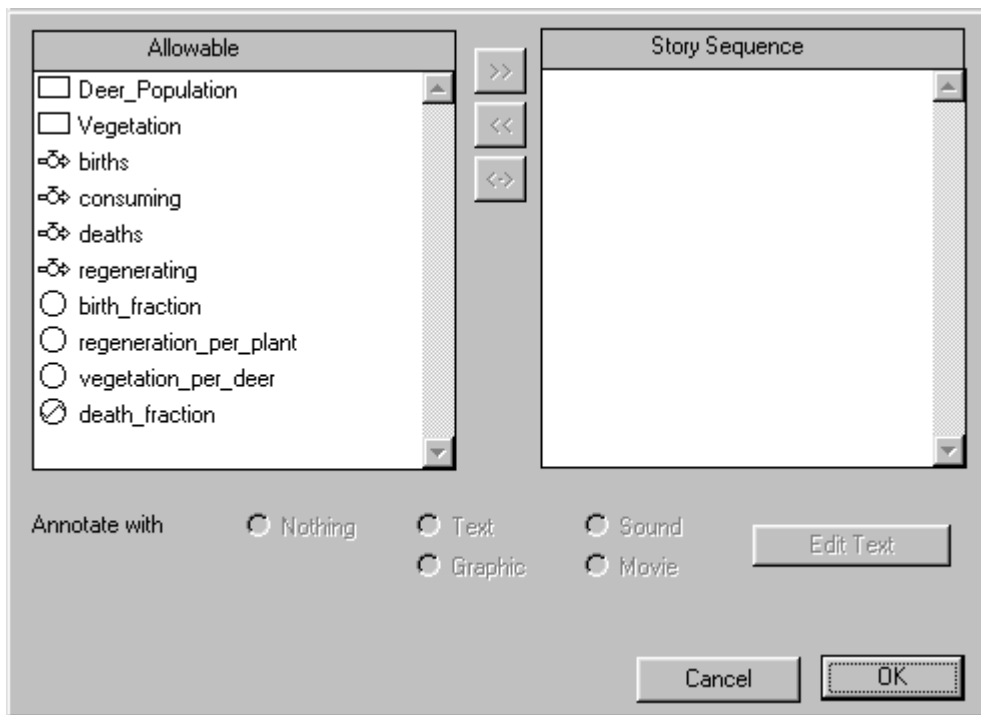 Allowable
Deer_Population
Vegetation
births
consuming
deaths
regenerating
birth_fraction
regeneration_per_plant
vegetation_per_deer
death_fraction
>>
<<
<->
Story Sequence
Annotate with
Nothing
Text
Sound
Graphic
Movie
Edit Text
Cancel
OK